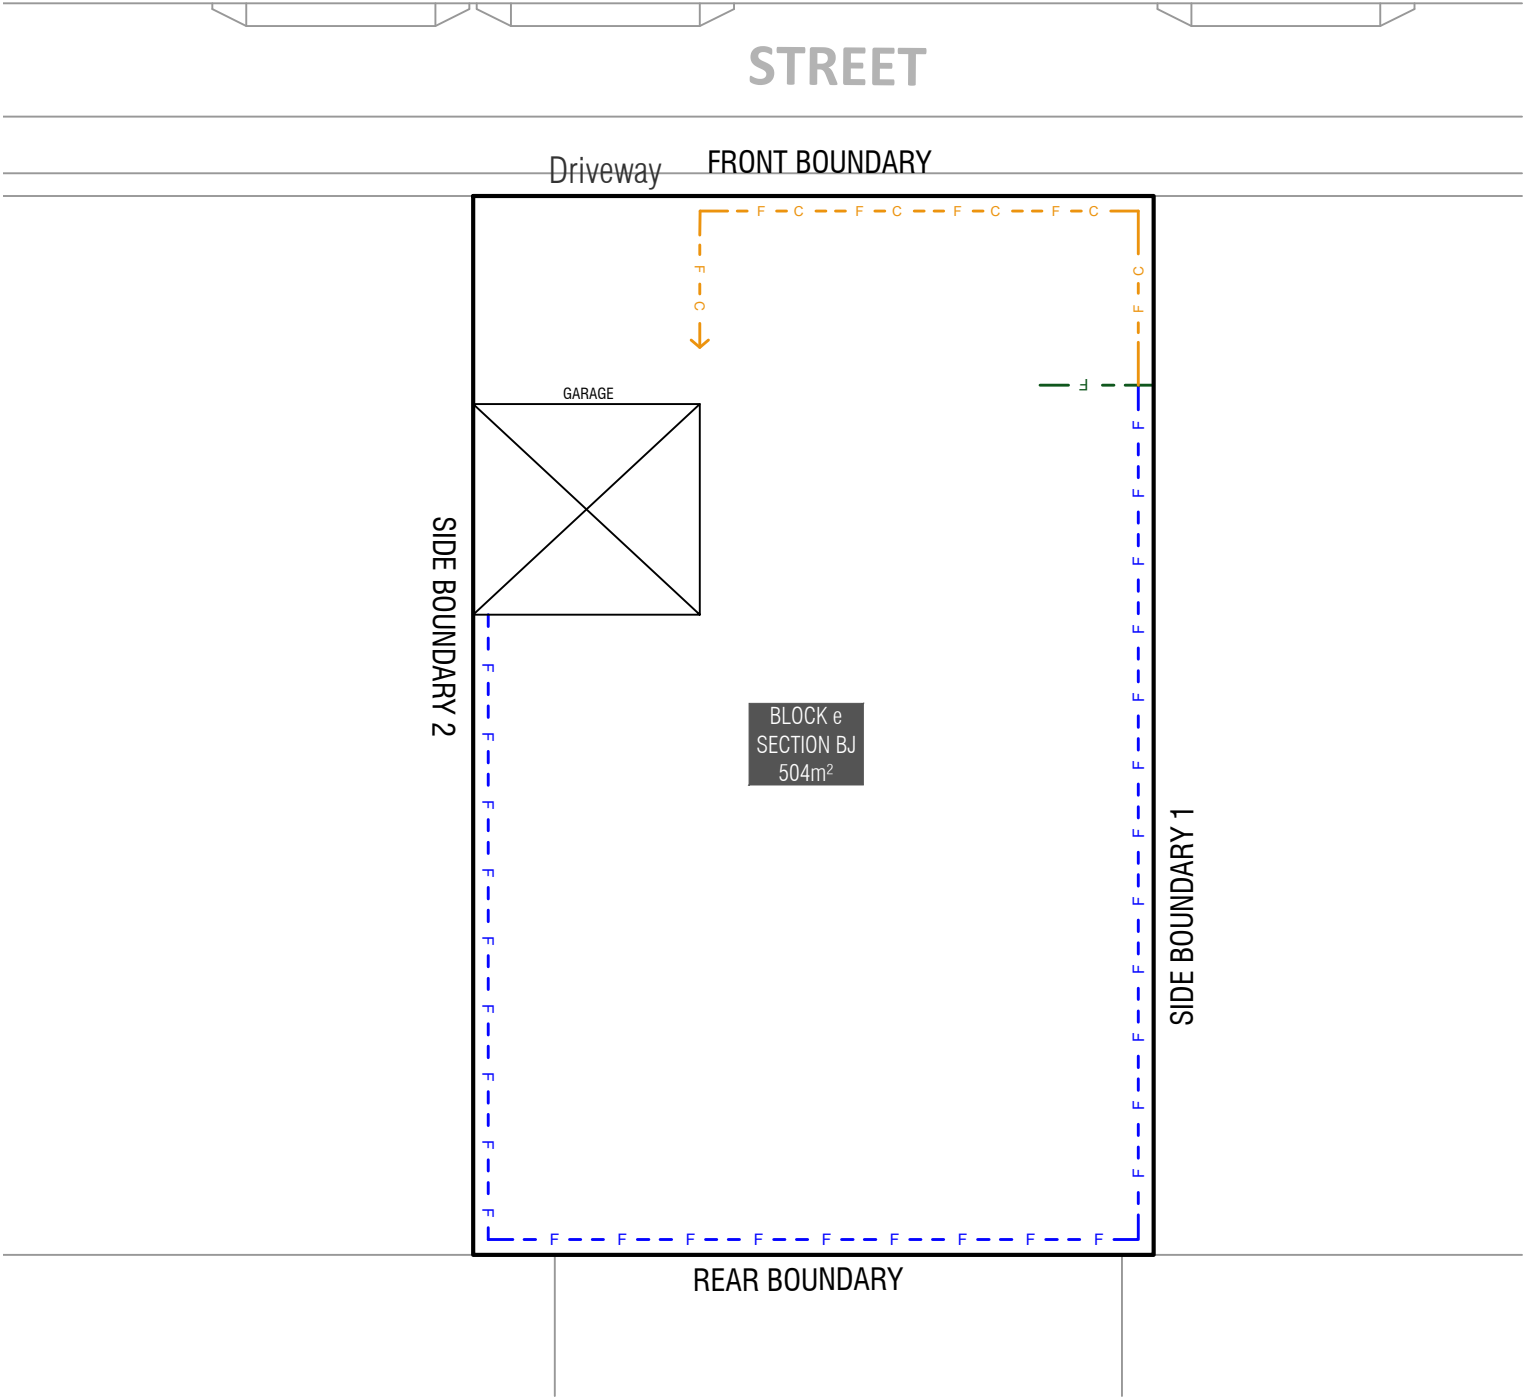 STREET
Driveway
FRONT BOUNDARY
F C F C F C F C
F C
C F
F
GARAGE
F F F F F F F F F F F F
SIDE BOUNDARY 2
F F F F F F F F F
BLOCK e
SECTION BJ
504m²
SIDE BOUNDARY 1
F F F F F F F F F
REAR BOUNDARY